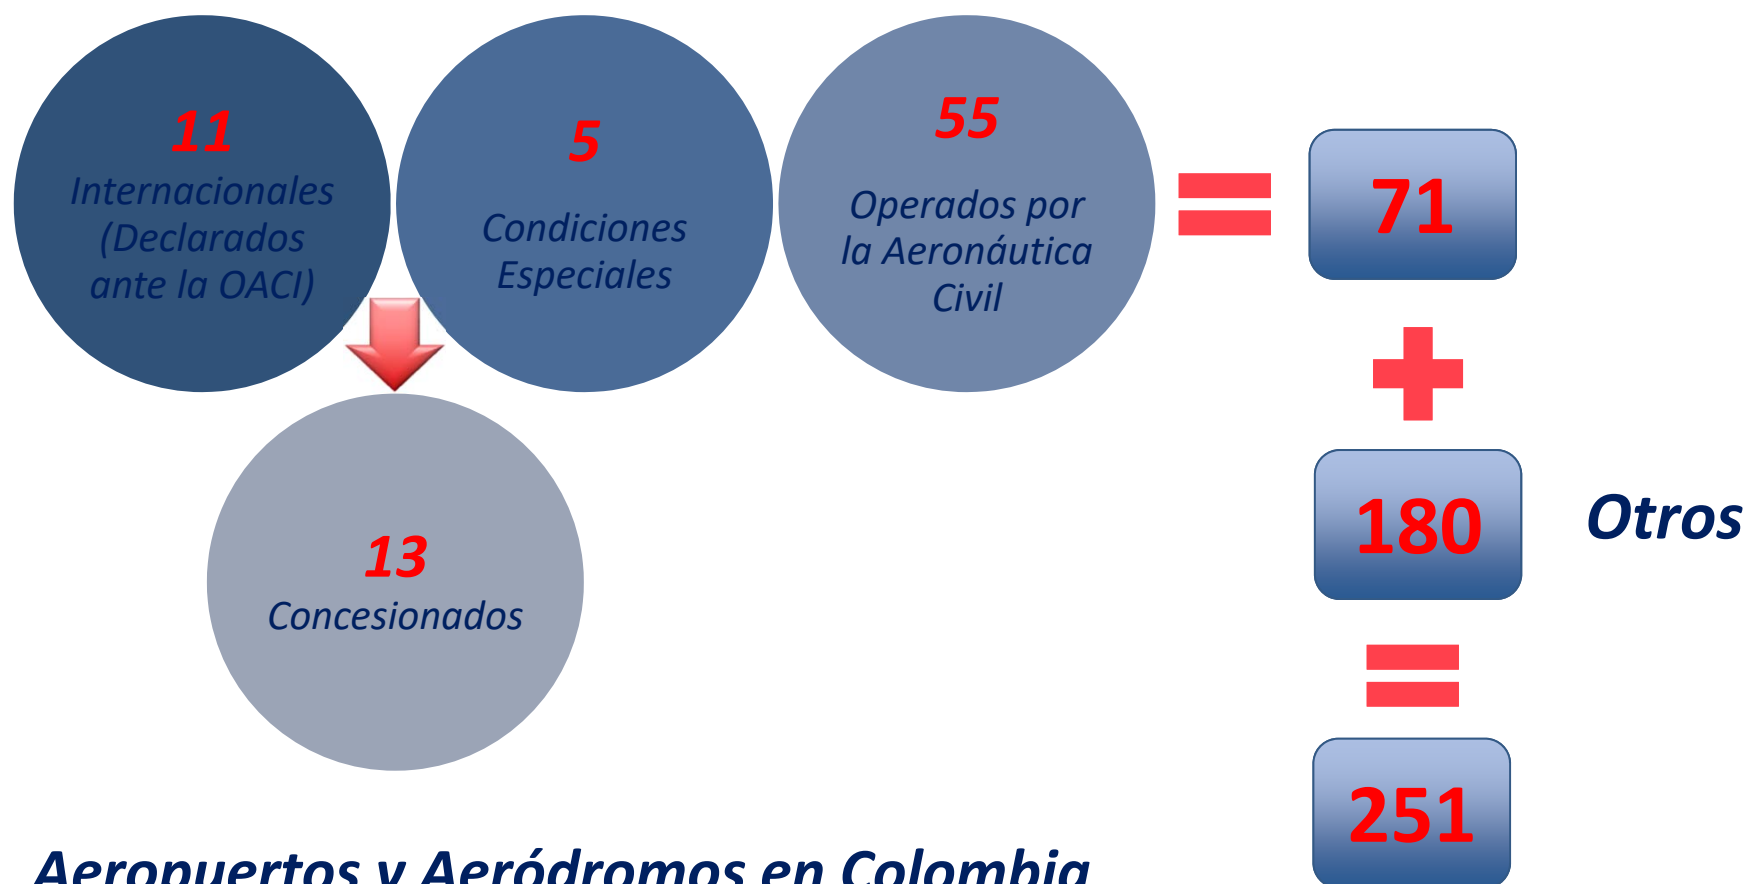 11
Internacionales
(Declarados
ante la OACI)
5
Condiciones
Especiales
55
Operados por
la Aeronáutica
Civil
71
13
Concesionados
180
Otros
251
Aeropuertos y Aeródromos en Colombia